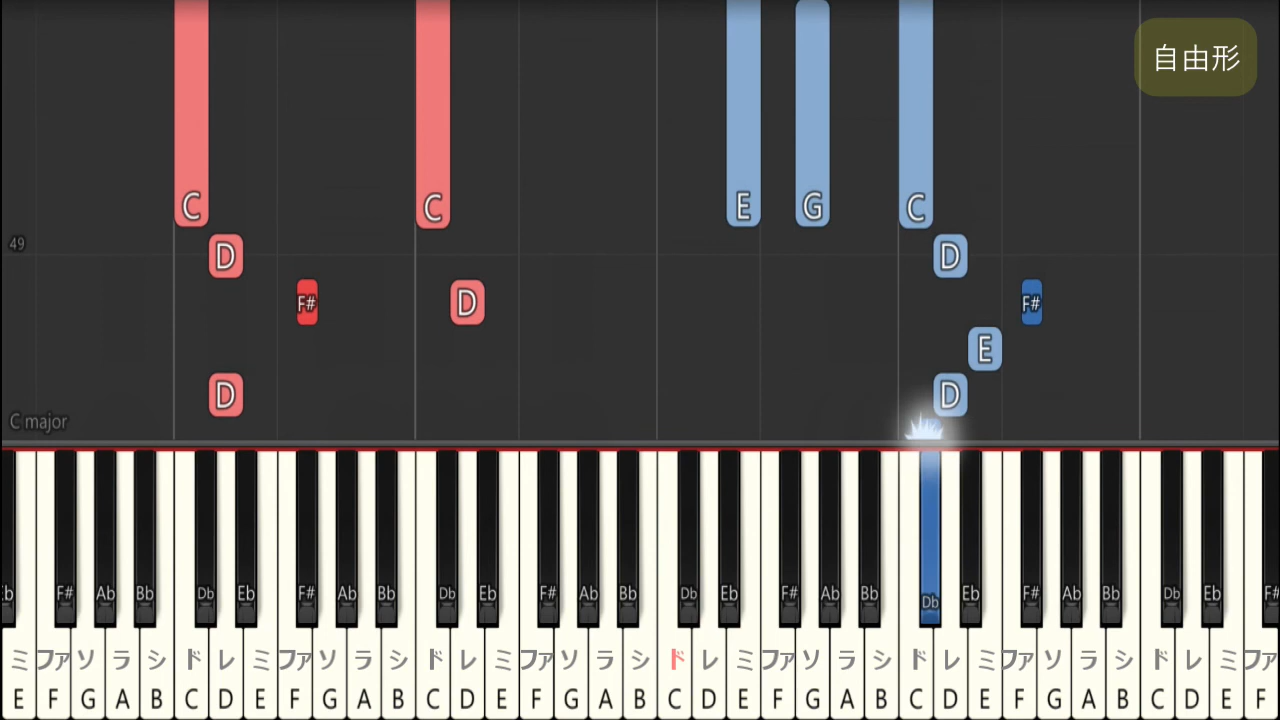 自由形
C C E G C
49
D D
F# D F#
E
D D
C major
Eb F# Ab Bb Db Eb F# Ab Bb Db Eb F# Ab Bb Db Eb F# Ab Bb Db Eb F# Ab Bb Db Eb F#
ミ ファ ソ ラ シ ド レ ミ ファ ソ ラ シ ド レ ミ ファ ソ ラ シ ド レ ミ ファ ソ ラ シ ド レ ミ ファ ソ ラ シ ド レ ミ ファ
E F G A B C D E F G A B C D E F G A B C D E F G A B C D E F G A B C D E F